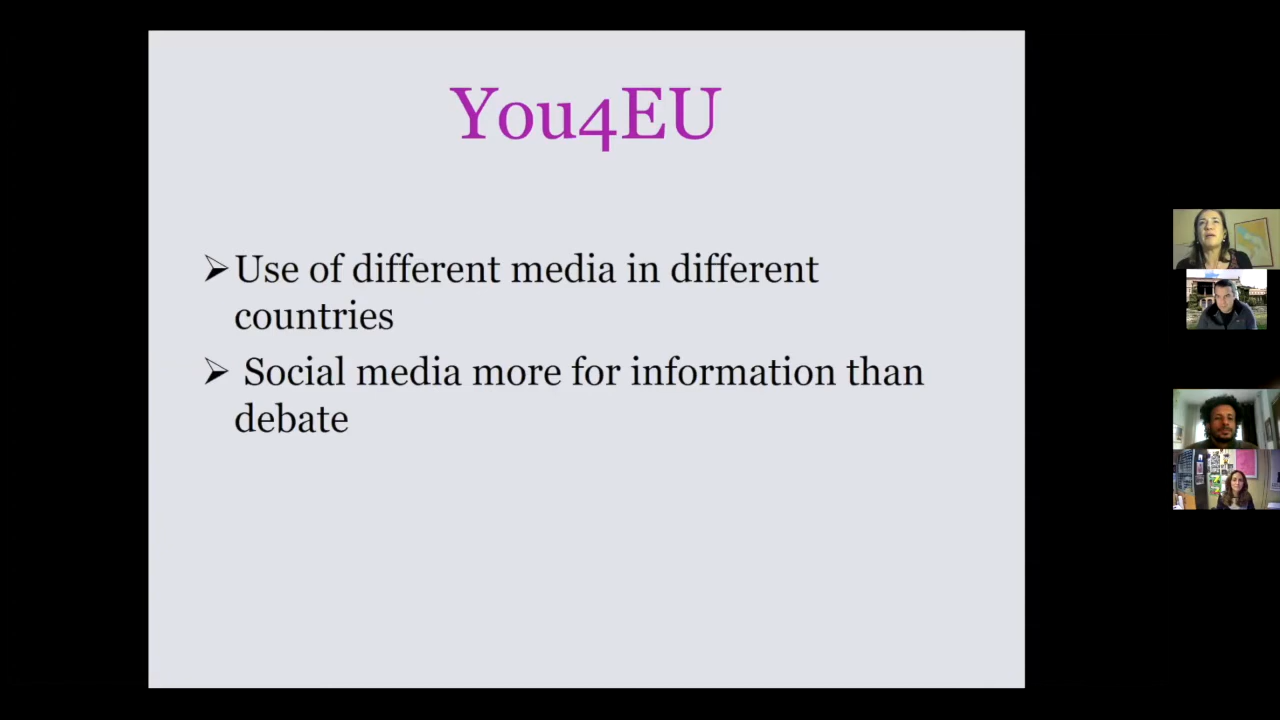 You4EU
➢Use of different media in different
countries
➢ Social media more for information than
debate